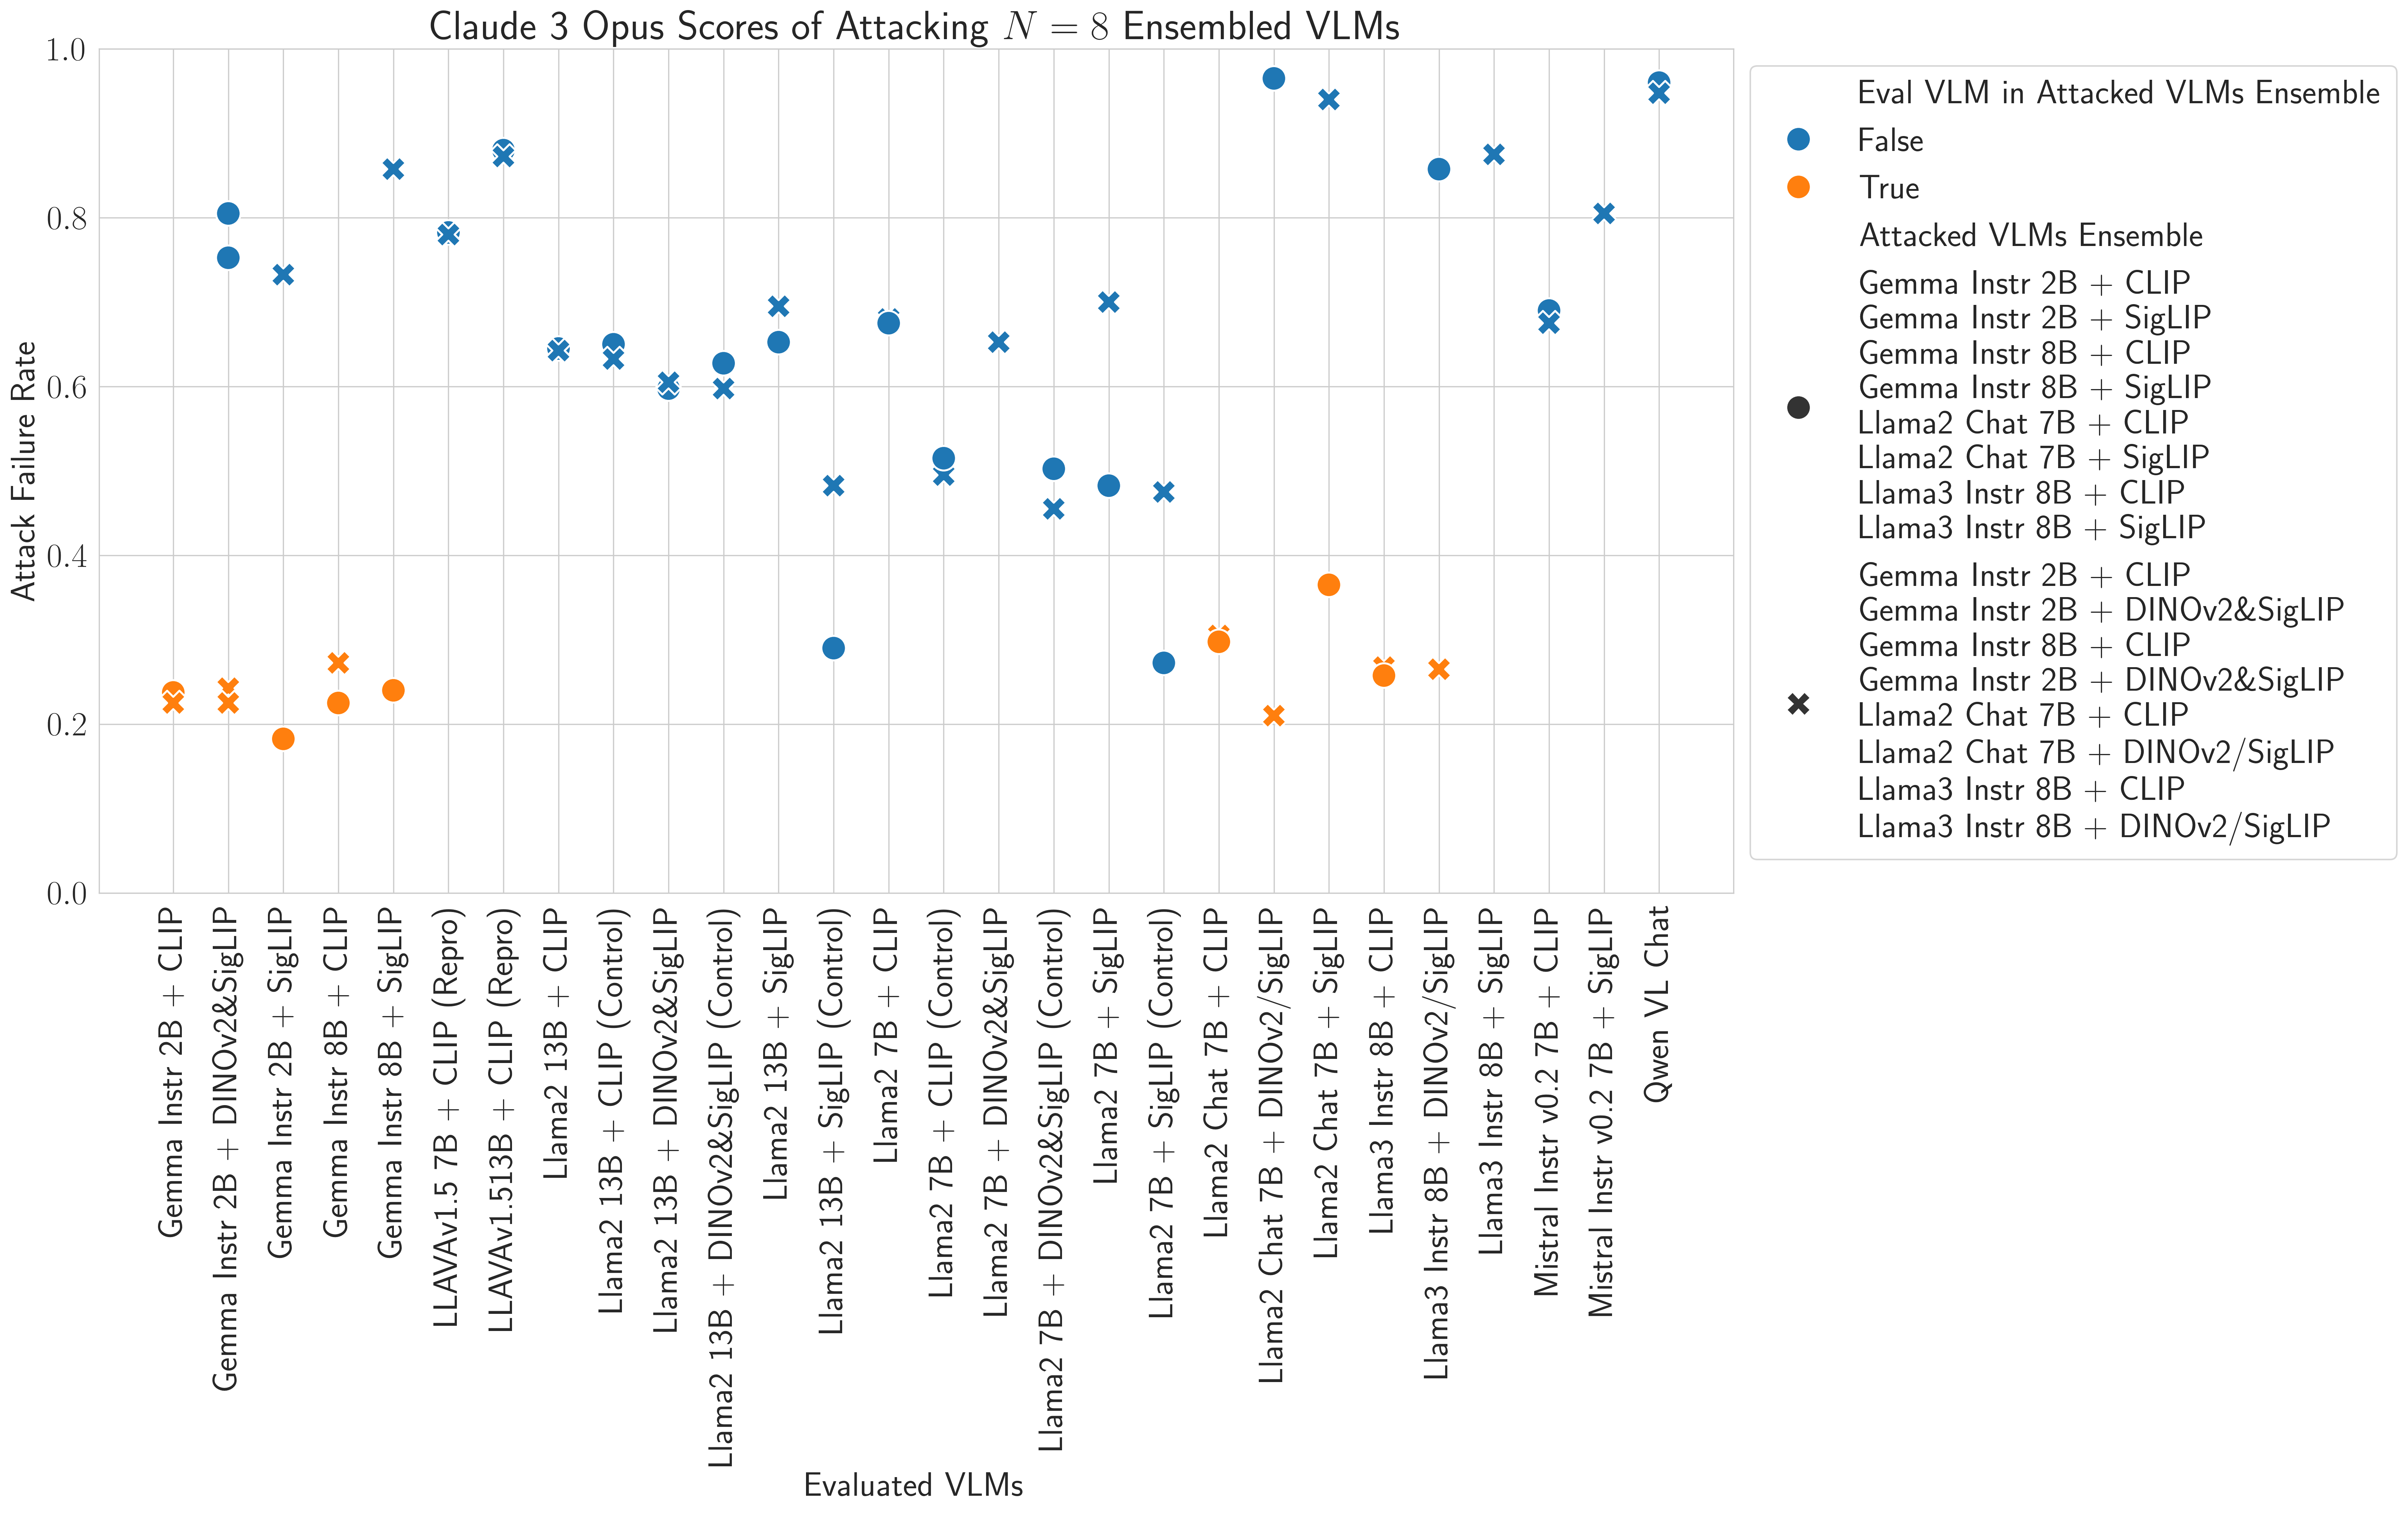 Claude 3 Opus Scores of Attacking N = 8 Ensembled VLMs
Attack Failure Rate
1.0
0.8
0.6
0.4
0.2
0.0
Gemma Instr 2B + CLIP
Gemma Instr 2B + DINOv2&SigLIP
Gemma Instr 2B + SigLIP
Gemma Instr 8B + CLIP
Gemma Instr 8B + SigLIP
LLAVAv1.5 7B + CLIP (Repro)
LLAVAv1.513B + CLIP (Repro)
Llama2 13B + CLIP
Llama2 13B + CLIP (Control)
Llama2 13B + DINOv2&SigLIP
Llama2 13B + DINOv2&SigLIP (Control)
Llama2 13B + SigLIP
Llama2 13B + SigLIP (Control)
Llama2 7B + CLIP
Llama2 7B + CLIP (Control)
Llama2 7B + DINOv2&SigLIP
Llama2 7B + DINOv2&SigLIP (Control)
Llama2 7B + SigLIP
Llama2 7B + SigLIP (Control)
Llama2 Chat 7B + CLIP
Llama2 Chat 7B + DINOv2/SigLIP
Llama2 Chat 7B + SigLIP
Llama3 Instr 8B + CLIP
Llama3 Instr 8B + DINOv2/SigLIP
Llama3 Instr 8B + SigLIP
Mistral Instr v0.2 7B + CLIP
Mistral Instr v0.2 7B + SigLIP
Qwen VL Chat
Evaluated VLMs
Eval VLM in Attacked VLMs Ensemble
False
True
Attacked VLMs Ensemble
Gemma Instr 2B + CLIP
Gemma Instr 2B + SigLIP
Gemma Instr 8B + CLIP
Gemma Instr 8B + SigLIP
Llama2 Chat 7B + CLIP
Llama2 Chat 7B + SigLIP
Llama3 Instr 8B + CLIP
Llama3 Instr 8B + SigLIP
Gemma Instr 2B + CLIP
Gemma Instr 2B + DINOv2&SigLIP
Gemma Instr 8B + CLIP
Gemma Instr 2B + DINOv2&SigLIP
Llama2 Chat 7B + CLIP
Llama2 Chat 7B + DINOv2/SigLIP
Llama3 Instr 8B + CLIP
Llama3 Instr 8B + DINOv2/SigLIP